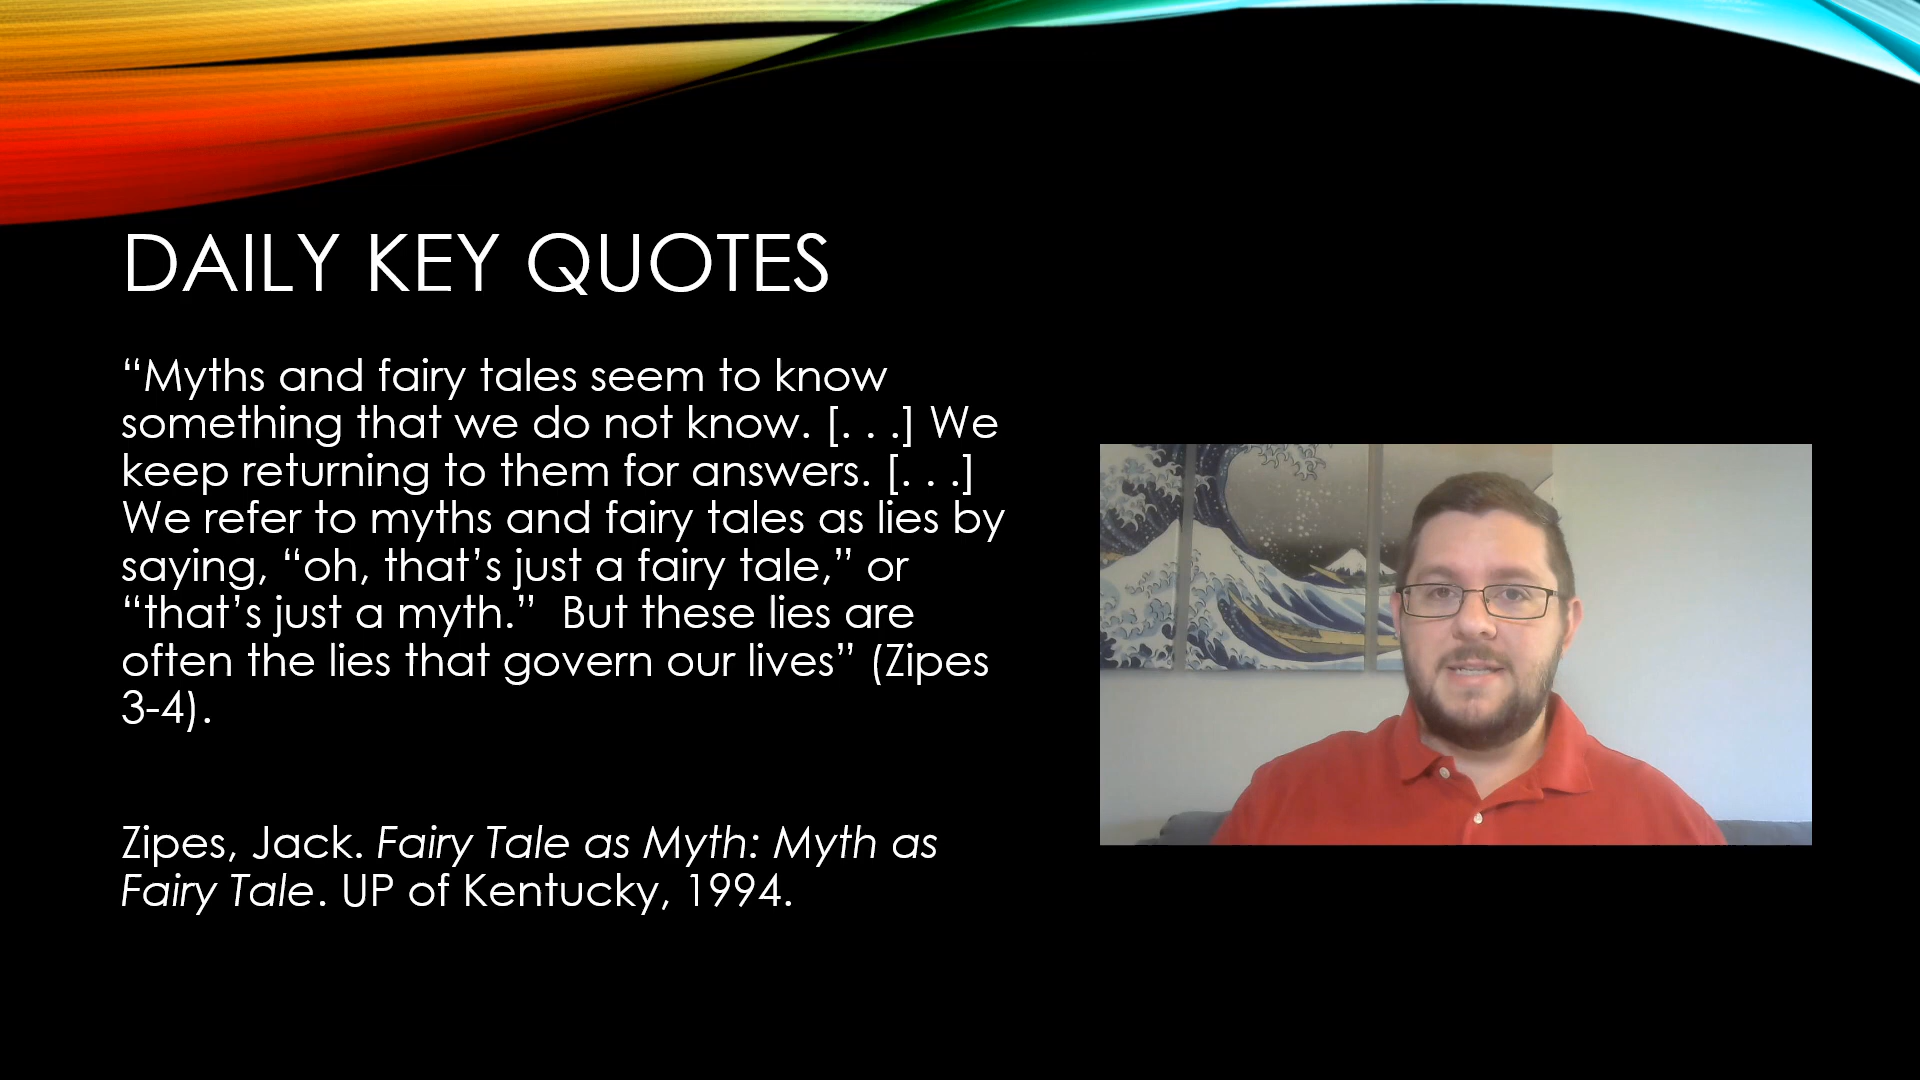 DAILY KEY QUOTES
“Myths and fairy tales seem to know
something that we do not know. [. . .] We
keep returning to them for answers. [. . .]
We refer to myths and fairy tales as lies by
saying, “oh, that’s just a fairy tale,” or
“that’s just a myth.”  But these lies are
often the lies that govern our lives” (Zipes
3-4).
Zipes, Jack. Fairy Tale as Myth: Myth as
Fairy Tale. UP of Kentucky, 1994.